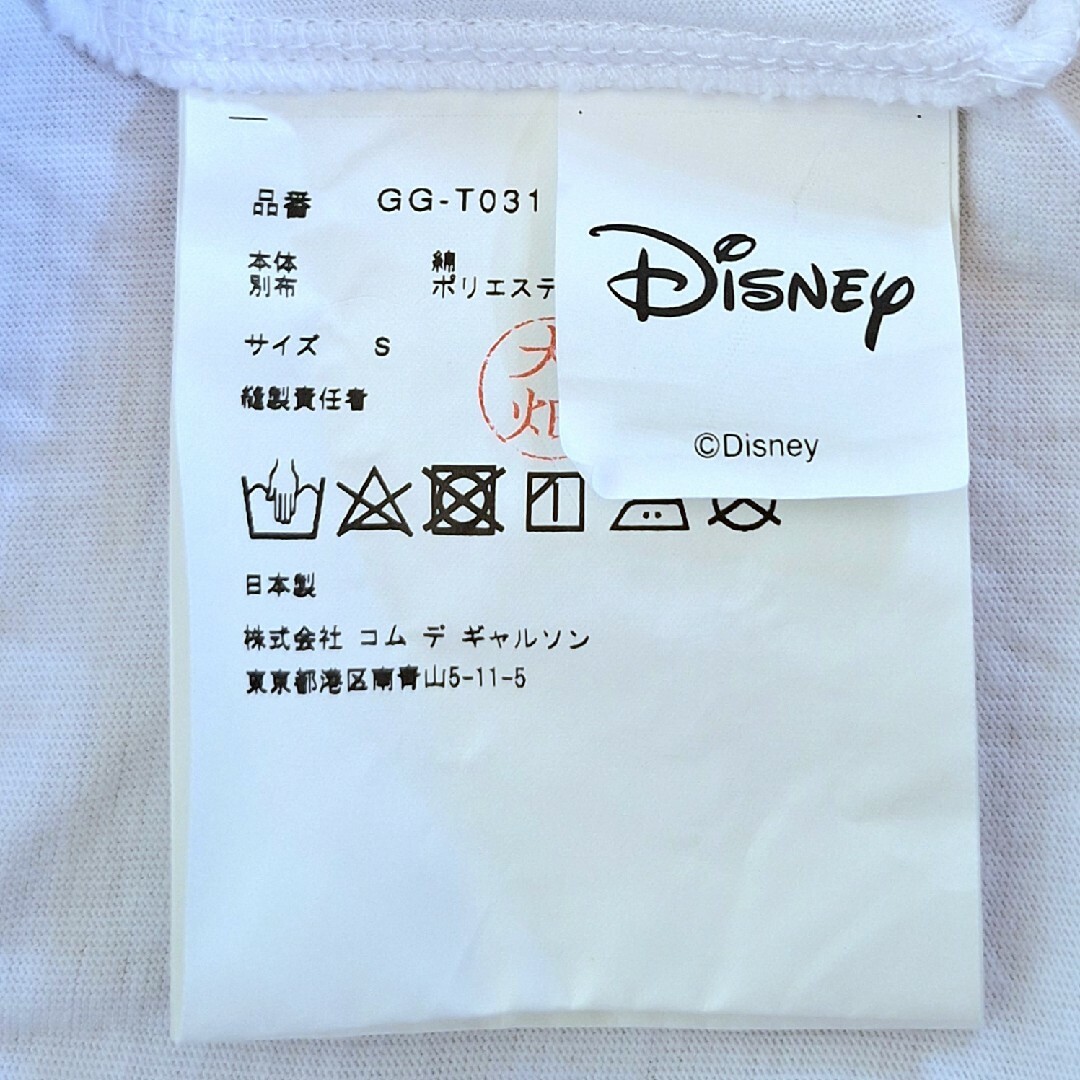 品番 GG-T031
本体 綿
別布 ポリエステ
サイズ S
縫製責任者
DISNEY
©Disney
日本製
株式会社 コム デ ギャルソン
東京都港区南青山5-11-5